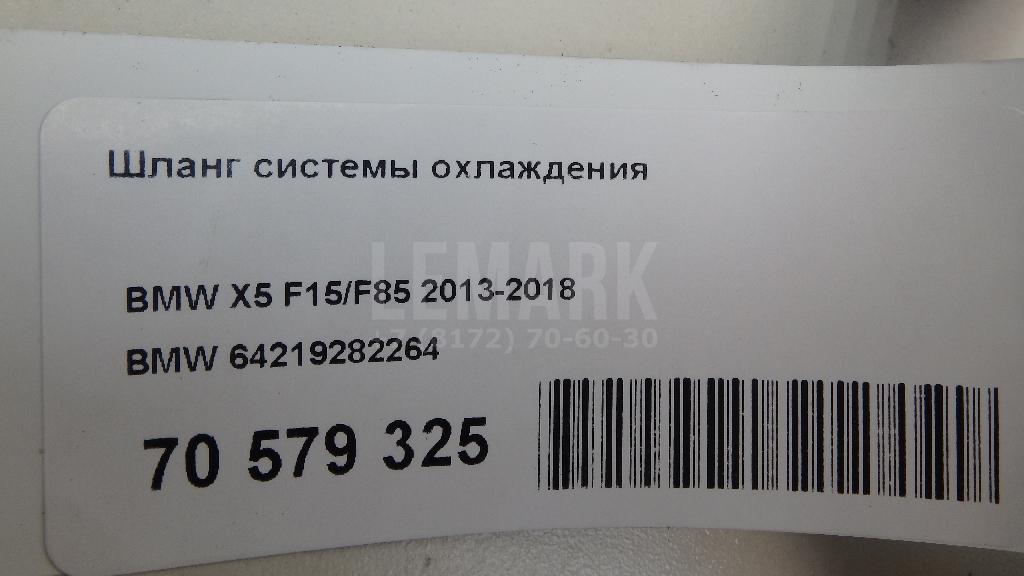 Шланг системы охлаждения
LEMARK
BMW X5 F15/F85 2013-2018
+7 (8172) 70-60-30
BMW 64219282264
70 579 325